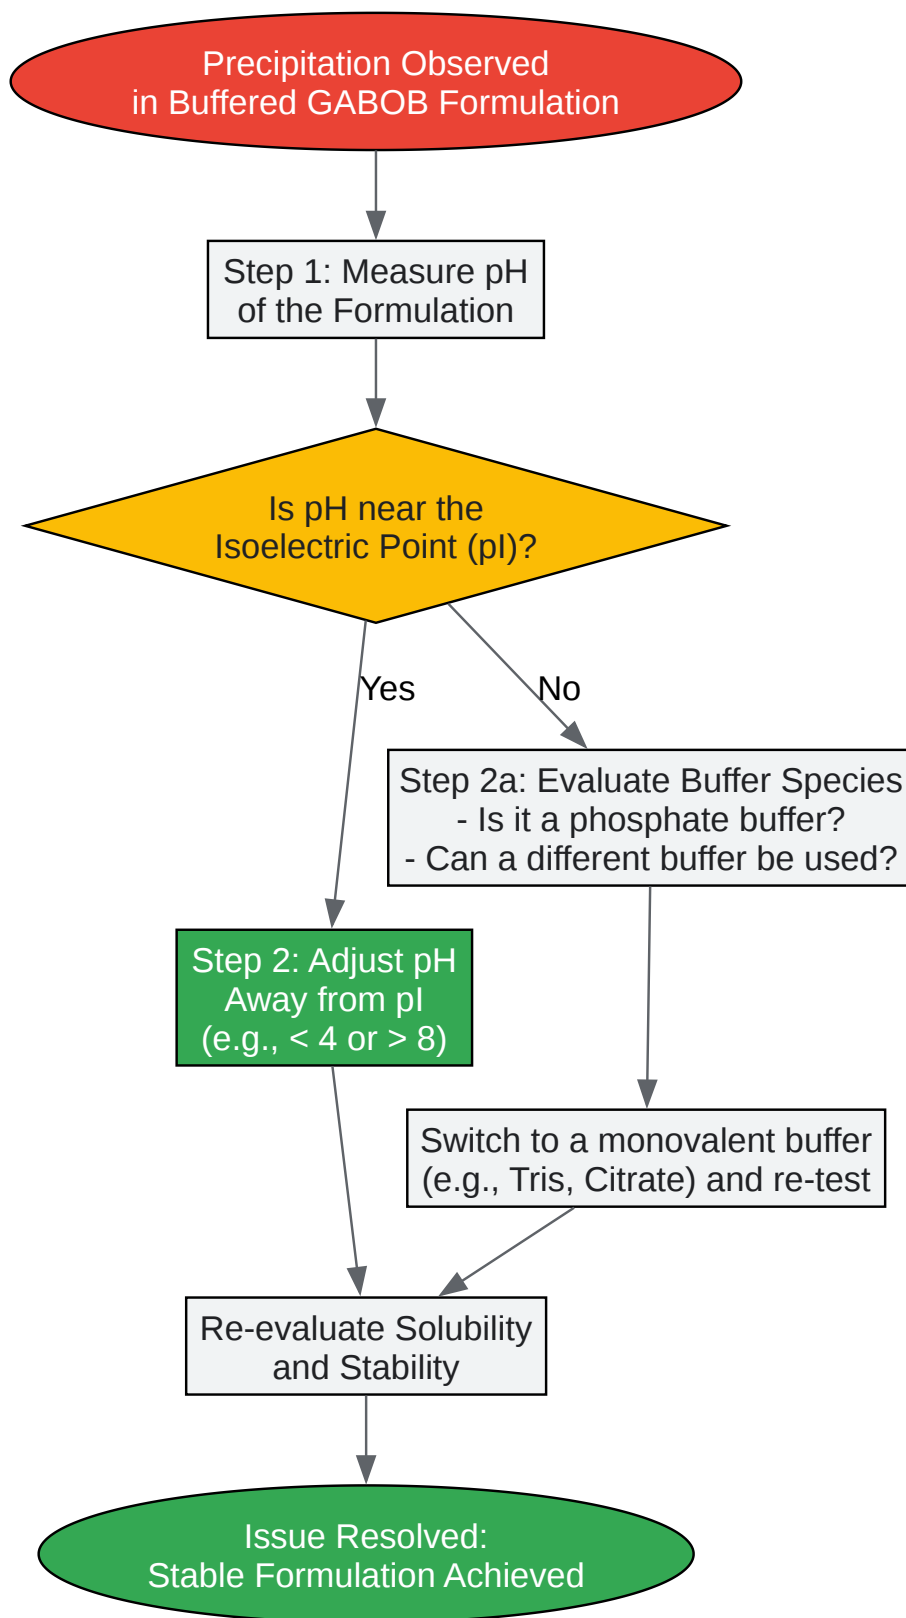 Precipitation Observed
in Buffered GABOB Formulation
Step 1: Measure pH
of the Formulation
Is pH near the
Isoelectric Point (pI)?
Yes
No
Step 2a: Evaluate Buffer Species
- Is it a phosphate buffer?
- Can a different buffer be used?
Step 2: Adjust pH
Away from pI
(e.g., < 4 or > 8)
Switch to a monovalent buffer
(e.g., Tris, Citrate) and re-test
Re-evaluate Solubility
and Stability
Issue Resolved:
Stable Formulation Achieved